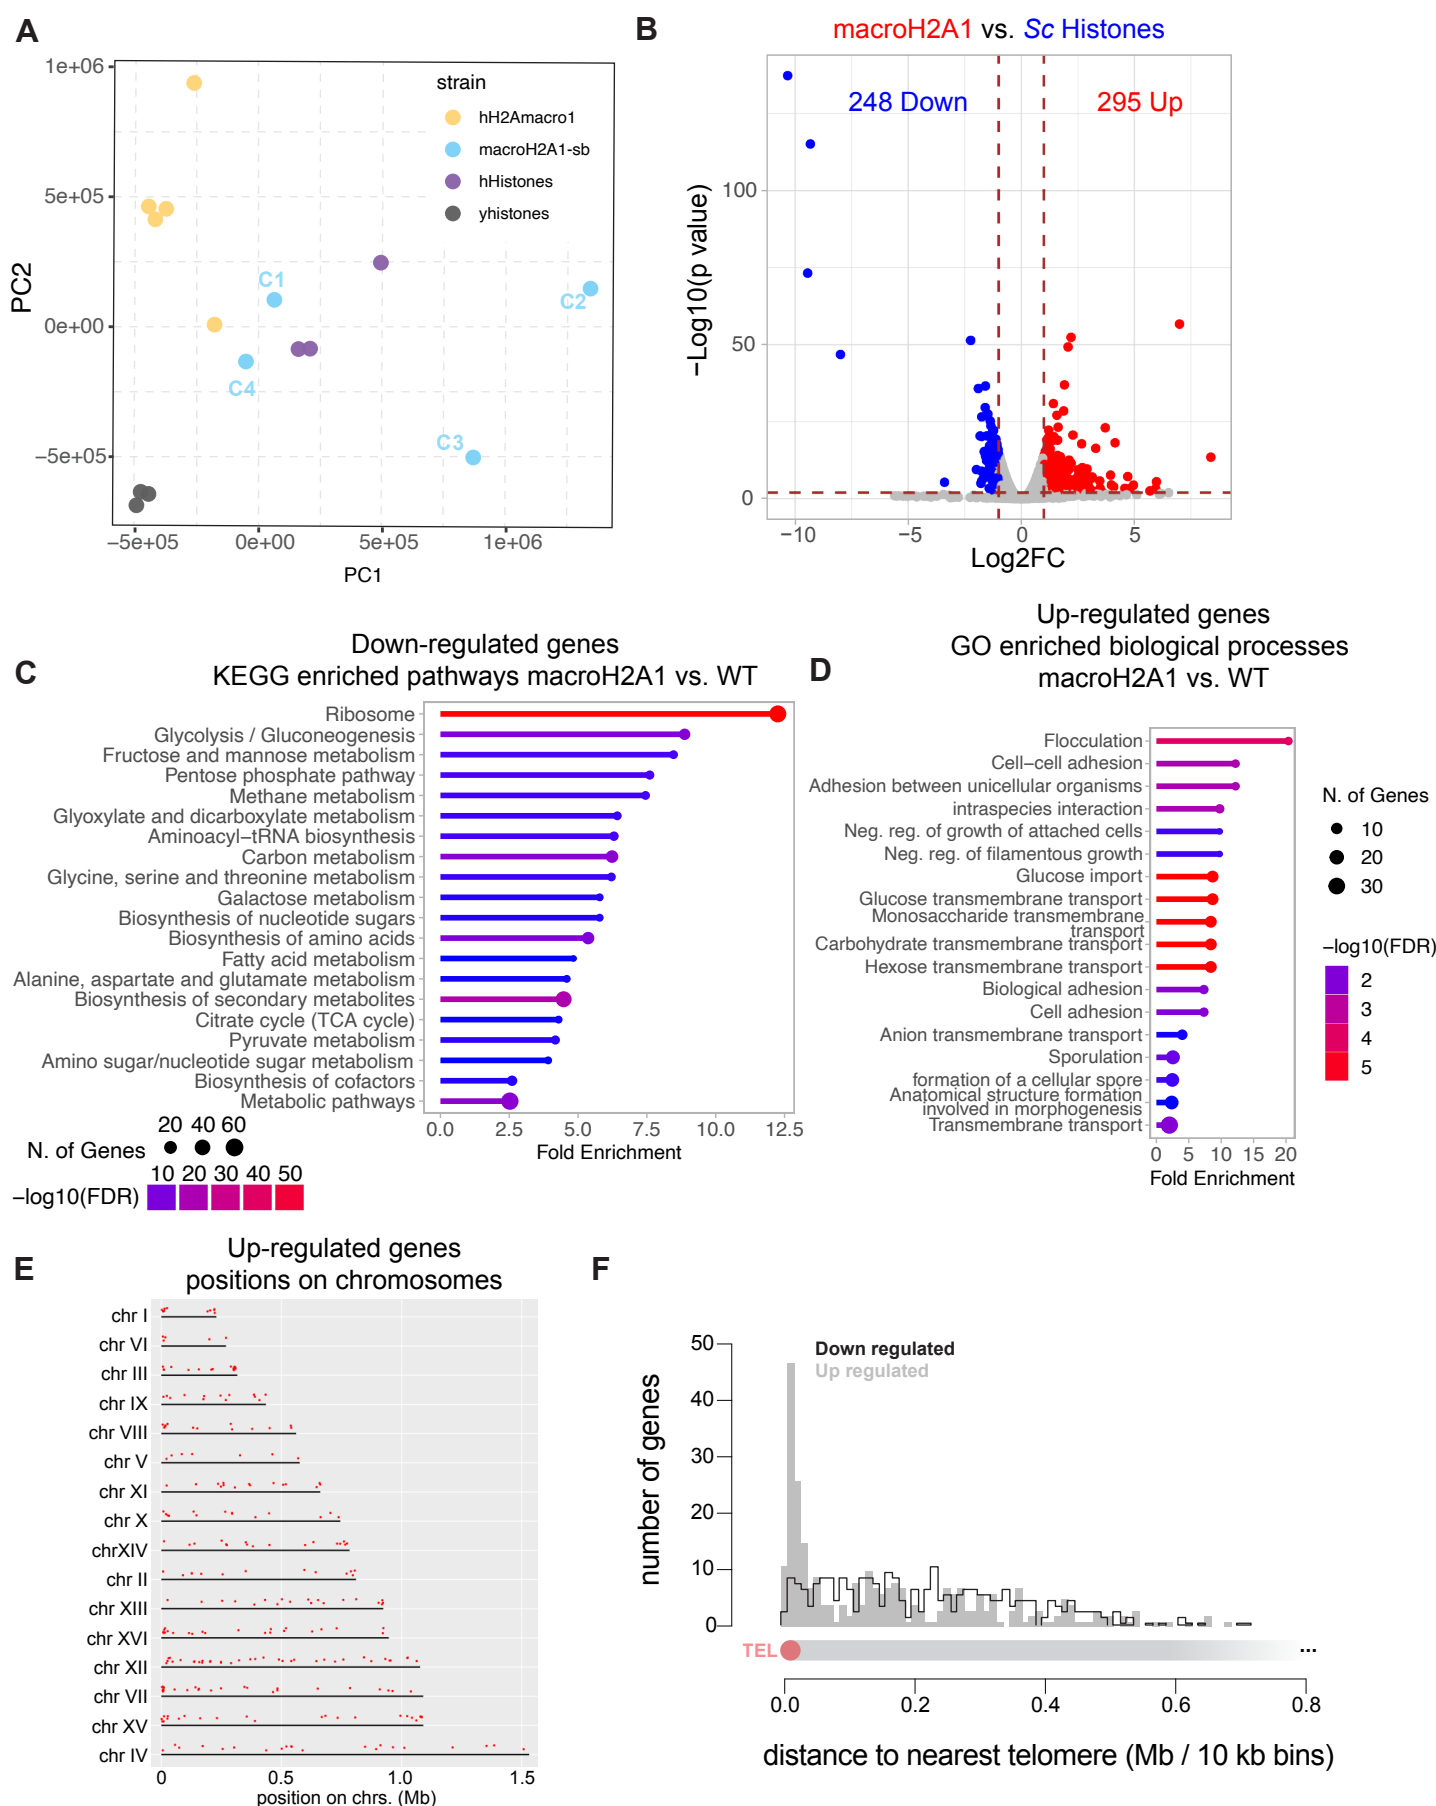 A
1e+06
5e+05
0e+00
−5e+05
PC2
−5e+05
0e+00
5e+05
1e+06
PC1
strain
hH2Amacro1
macroH2A1-sb
hHistones
yhistones
C1
C2
C3
C4
B
macroH2A1 vs. Sc Histones
248 Down
295 Up
−Log10(p value)
100
50
0
−10
−5
0
5
Log2FC
C
Down-regulated genes
KEGG enriched pathways macroH2A1 vs. WT
Ribosome
Glycolysis / Gluconeogenesis
Fructose and mannose metabolism
Pentose phosphate pathway
Methane metabolism
Glyoxylate and dicarboxylate metabolism
Aminoacyl−tRNA biosynthesis
Carbon metabolism
Glycine, serine and threonine metabolism
Galactose metabolism
Biosynthesis of nucleotide sugars
Biosynthesis of amino acids
Fatty acid metabolism
Alanine, aspartate and glutamate metabolism
Biosynthesis of secondary metabolites
Citrate cycle (TCA cycle)
Pyruvate metabolism
Amino sugar/nucleotide sugar metabolism
Biosynthesis of cofactors
Metabolic pathways
0.0
2.5
5.0
7.5
10.0
12.5
Fold Enrichment
20 40 60
N. of Genes
10 20 30 40 50
−log10(FDR)
D
Up-regulated genes
GO enriched biological processes
macroH2A1 vs. WT
Flocculation
Cell−cell adhesion
Adhesion between unicellular organisms
intraspecies interaction
Neg. reg. of growth of attached cells
Neg. reg. of filamentous growth
Glucose import
Glucose transmembrane transport
Monosaccharide transmembrane
transport
Carbohydrate transmembrane transport
Hexose transmembrane transport
Biological adhesion
Cell adhesion
Anion transmembrane transport
Sporulation
formation of a cellular spore
Anatomical structure formation
involved in morphogenesis
Transmembrane transport
0 5 10 15 20
Fold Enrichment
N. of Genes
10
20
30
−log10(FDR)
2
3
4
5
E
Up-regulated genes
positions on chromosomes
chr I
chr VI
chr III
chr IX
chr VIII
chr V
chr XI
chr X
chrXIV
chr II
chr XIII
chr XVI
chr XII
chr VII
chr XV
chr IV
0
0.5
1.0
1.5
position on chrs. (Mb)
F
Down regulated
Up regulated
number of genes
50
40
30
20
10
0
TEL
...
0.0
0.2
0.4
0.6
0.8
distance to nearest telomere (Mb / 10 kb bins)